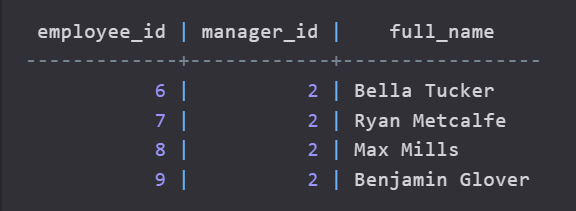 employee_id | manager_id | full_name
-------------+------------+-----------------
6 | 2 | Bella Tucker
7 | 2 | Ryan Metcalfe
8 | 2 | Max Mills
9 | 2 | Benjamin Glover